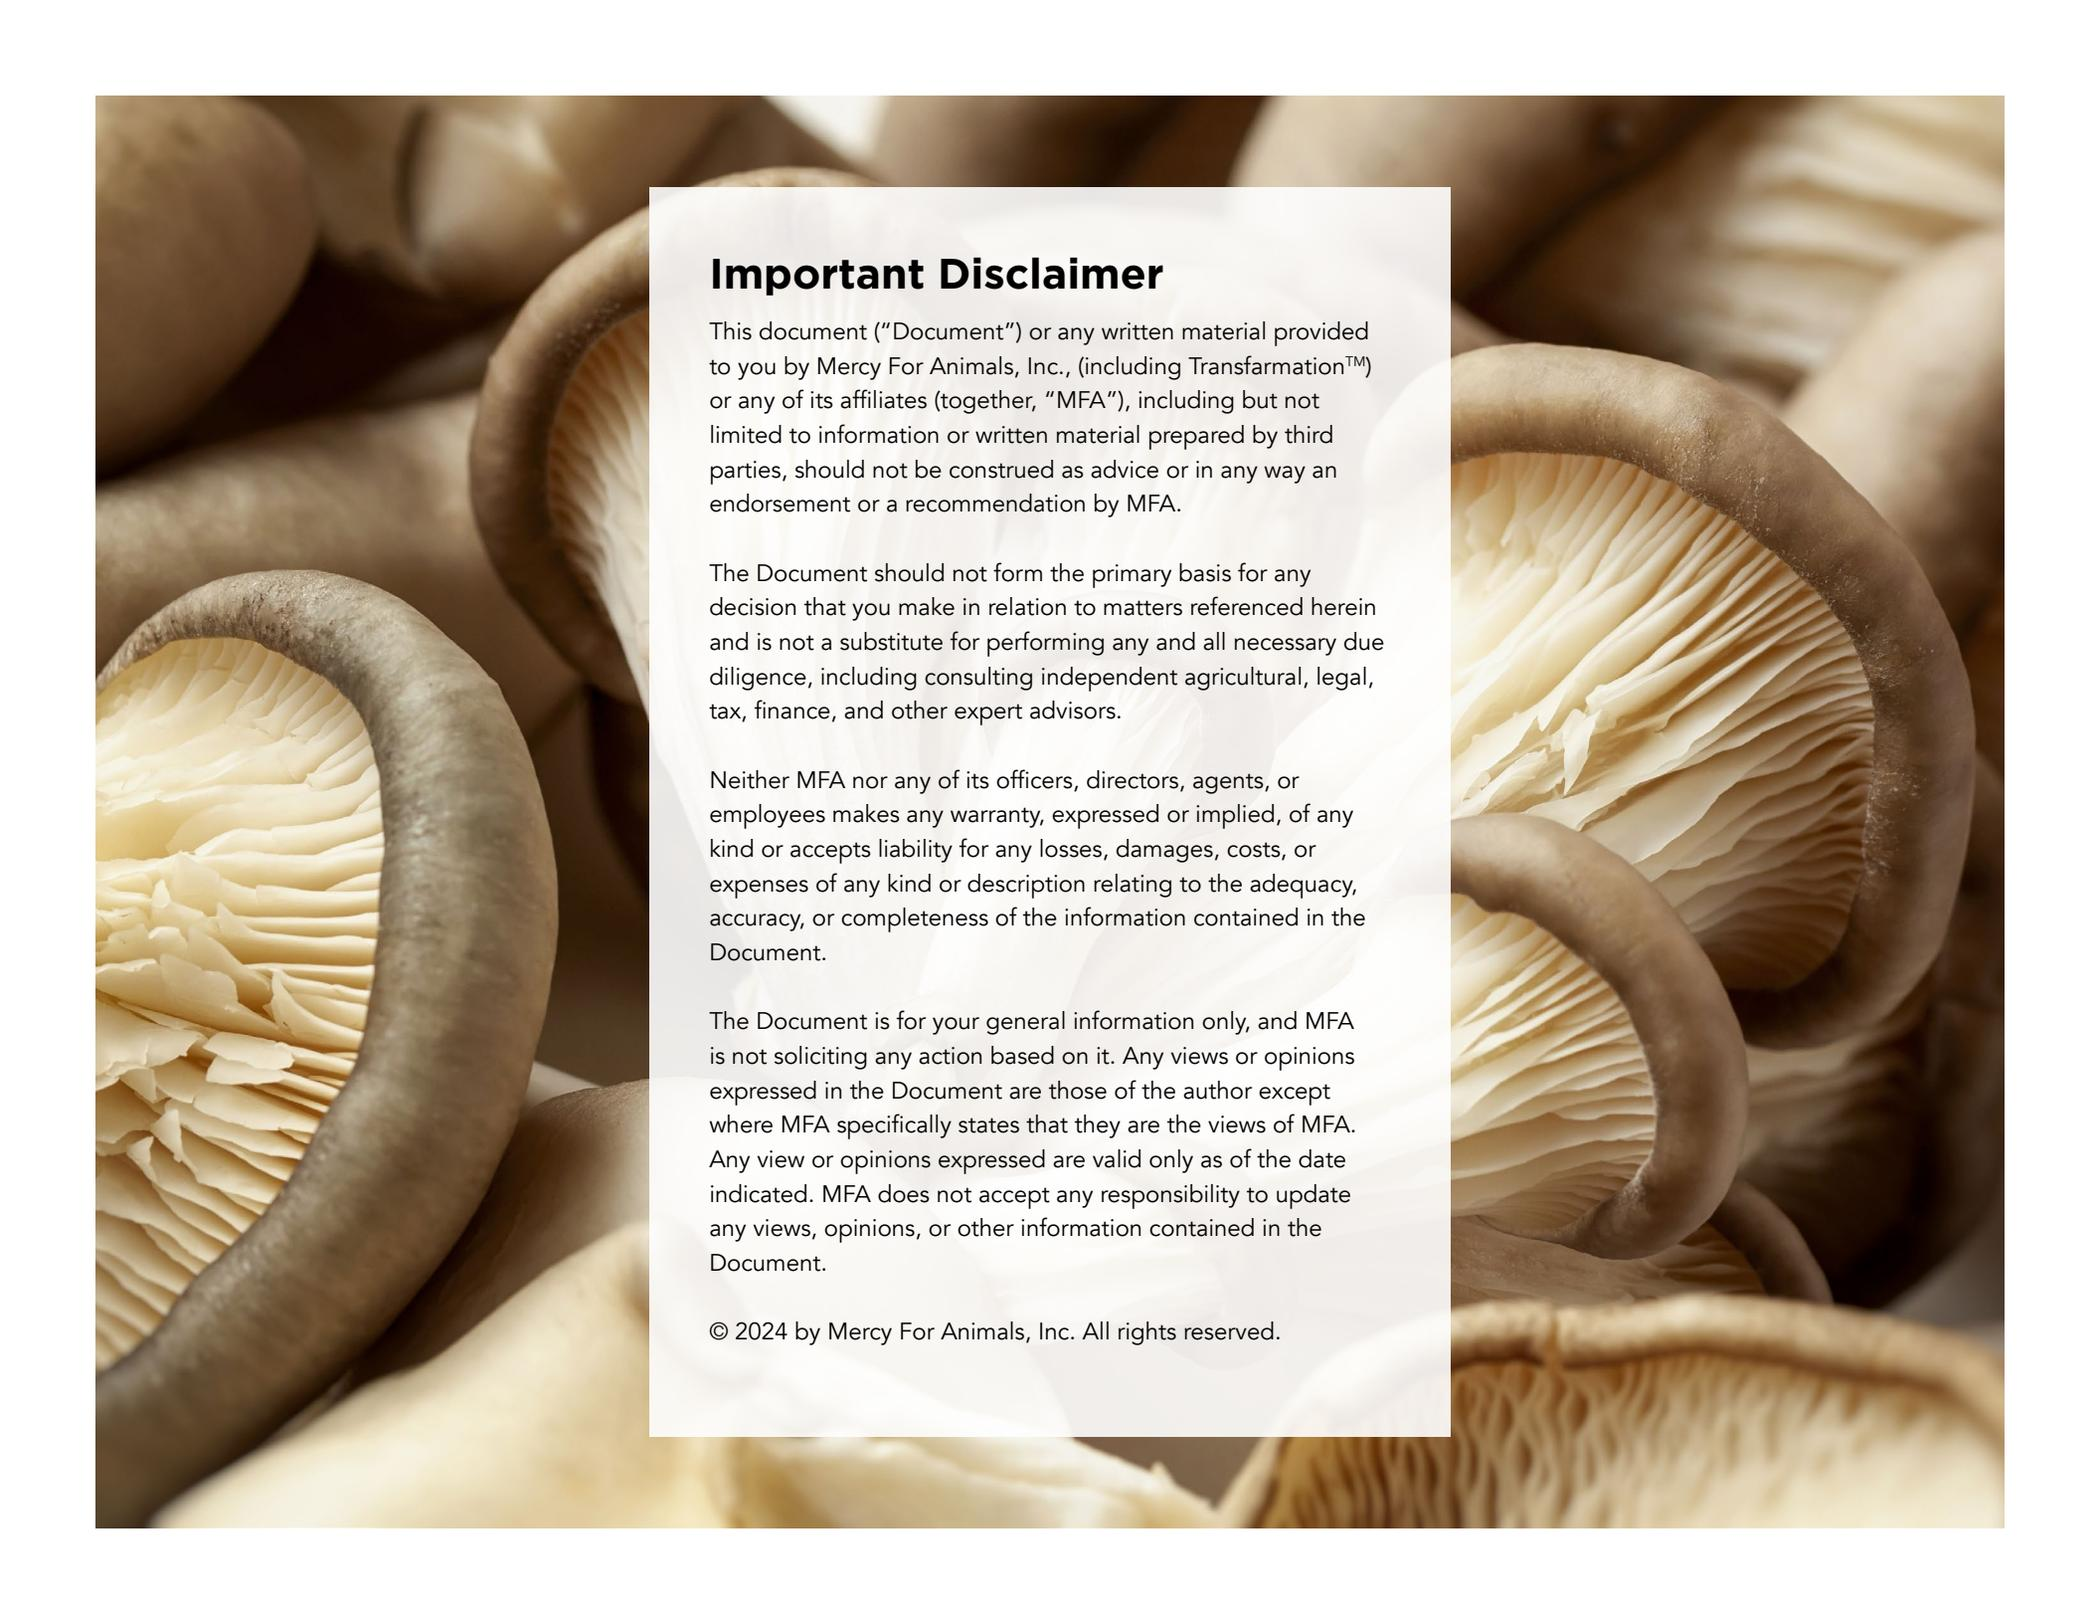 Important Disclaimer
This document (“Document”) or any written material provided
to you by Mercy For Animals, Inc., (including Transfarmation™)
or any of its affiliates (together, “MFA”), including but not
limited to information or written material prepared by third
parties, should not be construed as advice or in any way an
endorsement or a recommendation by MFA.
The Document should not form the primary basis for any
decision that you make in relation to matters referenced herein
and is not a substitute for performing any and all necessary due
diligence, including consulting independent agricultural, legal,
tax, finance, and other expert advisors.
Neither MFA nor any of its officers, directors, agents, or
employees makes any warranty, expressed or implied, of any
kind or accepts liability for any losses, damages, costs, or
expenses of any kind or description relating to the adequacy,
accuracy, or completeness of the information contained in the
Document.
The Document is for your general information only, and MFA
is not soliciting any action based on it. Any views or opinions
expressed in the Document are those of the author except
where MFA specifically states that they are the views of MFA.
Any view or opinions expressed are valid only as of the date
indicated. MFA does not accept any responsibility to update
any views, opinions, or other information contained in the
Document.
© 2024 by Mercy For Animals, Inc. All rights reserved.